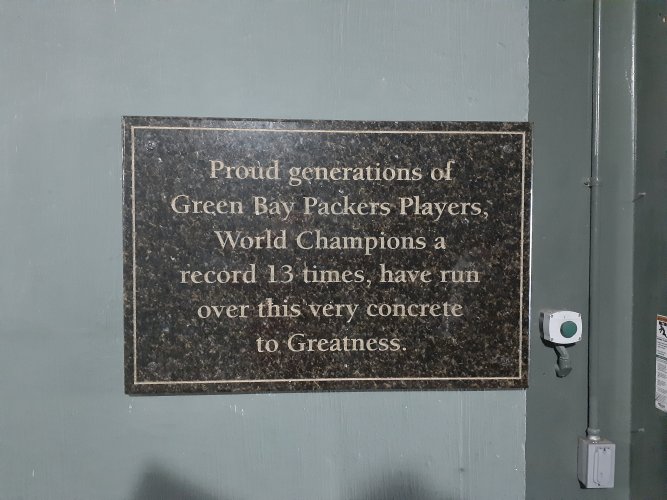 Proud generations of
Green Bay Packers Players,
World Champions a
record 13 times, have run
over this very concrete
to Greatness.